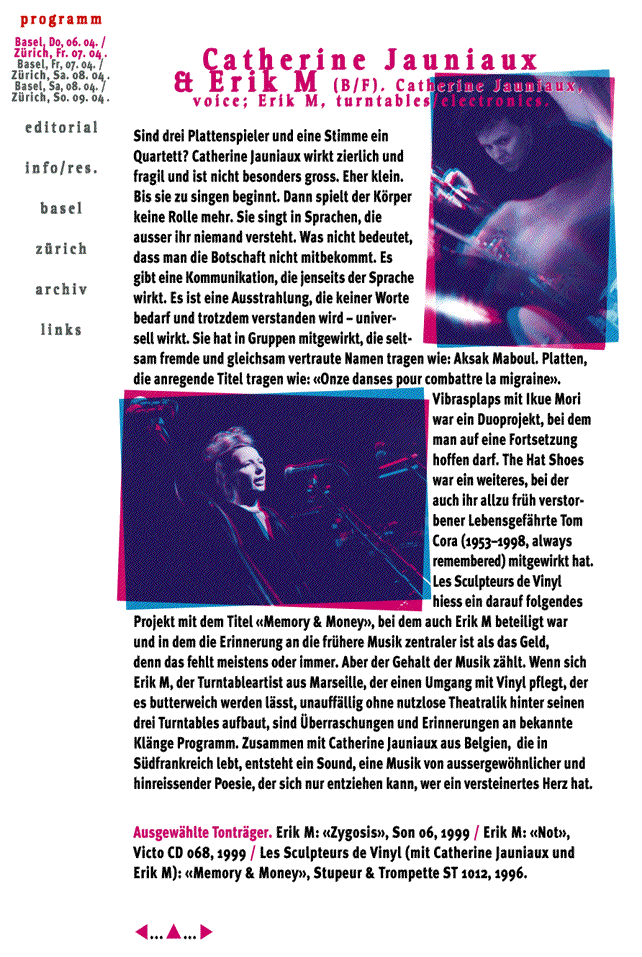 programm
Basel, Do, 06. 04. /
Zürich, Fr. 07. 04 .
Basel, Fr, 07. 04. /
Zürich, Sa. 08. 04 .
Basel, Sa, 08. 04. /
Zürich, So. 09. 04 .
editorial
info/res.
basel
zürich
archiv
links
Catherine Jauniaux
& Erik M (B/F). Catherine Jauniaux,
voice; Erik M, turntables/electronics.
Sind drei Plattenspieler und eine Stimme ein
Quartett? Catherine Jauniaux wirkt zierlich und
fragil und ist nicht besonders gross. Eher klein.
Bis sie zu singen beginnt. Dann spielt der Körper
keine Rolle mehr. Sie singt in Sprachen, die
ausser ihr niemand versteht. Was nicht bedeutet,
dass man die Botschaft nicht mitbekommt. Es
gibt eine Kommunikation, die jenseits der Sprache
wirkt. Es ist eine Ausstrahlung, die keiner Worte
bedarf und trotzdem verstanden wird – univer-
sell wirkt. Sie hat in Gruppen mitgewirkt, die selt-
sam fremde und gleichsam vertraute Namen tragen wie: Aksak Maboul. Platten,
die anregende Titel tragen wie: «Onze danses pour combattre la migraine».
Vibrasplaps mit Ikue Mori
war ein Duoprojekt, bei dem
man auf eine Fortsetzung
hoffen darf. The Hat Shoes
war ein weiteres, bei der
auch ihr allzu früh verstor-
bener Lebensgefährte Tom
Cora (1953–1998, always
remembered) mitgewirkt hat.
Les Sculpteurs de Vinyl
hiess ein darauf folgendes
Projekt mit dem Titel «Memory & Money», bei dem auch Erik M beteiligt war
und in dem die Erinnerung an die frühere Musik zentraler ist als das Geld,
denn das fehlt meistens oder immer. Aber der Gehalt der Musik zählt. Wenn sich
Erik M, der Turntableartist aus Marseille, der einen Umgang mit Vinyl pflegt, der
es butterweich werden lässt, unauffällig ohne nutzlose Theatralik hinter seinen
drei Turntables aufbaut, sind Überraschungen und Erinnerungen an bekannte
Klänge Programm. Zusammen mit Catherine Jauniaux aus Belgien, die in
Südfrankreich lebt, entsteht ein Sound, eine Musik von aussergewöhnlicher und
hinreissender Poesie, der sich nur entziehen kann, wer ein versteinertes Herz hat.
Ausgewählte Tonträger. Erik M: «Zygosis», Son 06, 1999 / Erik M: «Not»,
Victo CD 068, 1999 / Les Sculpteurs de Vinyl (mit Catherine Jauniaux und
Erik M): «Memory & Money», Stupeur & Trompette ST 1012, 1996.
◀...▲...▶